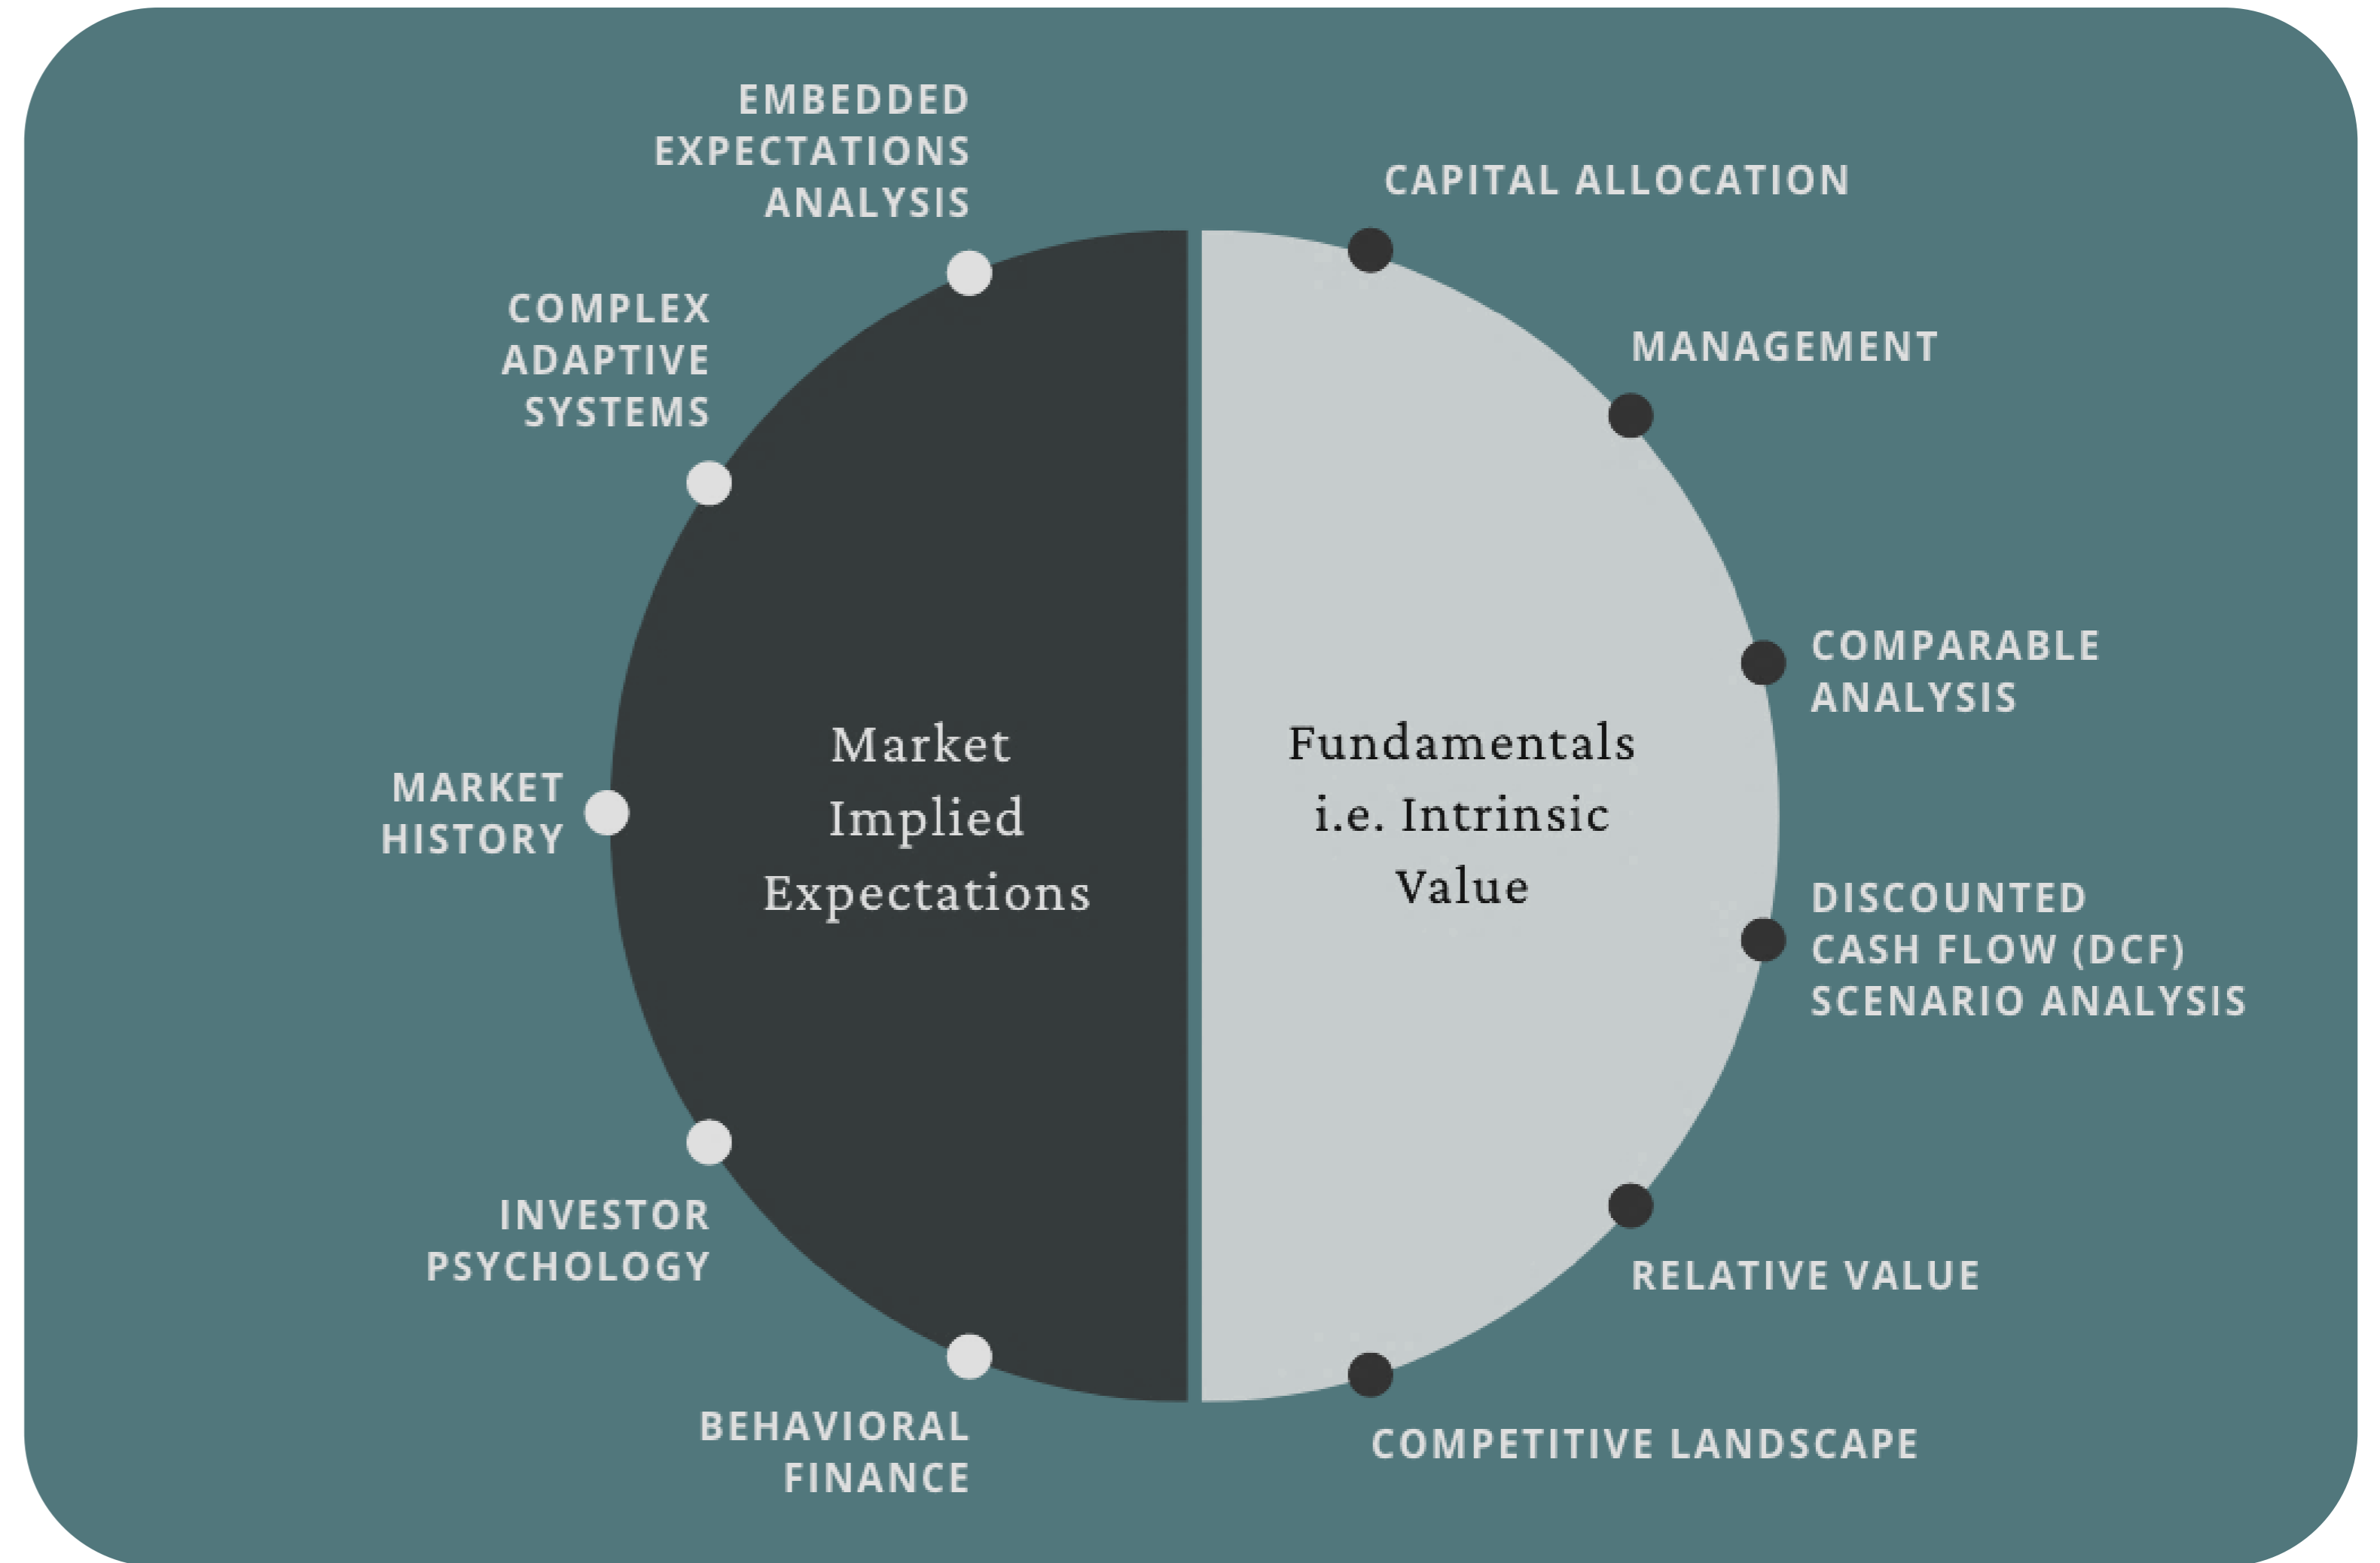 EMBEDDED
EXPECTATIONS
ANALYSIS
COMPLEX
ADAPTIVE
SYSTEMS
MARKET
HISTORY
INVESTOR
PSYCHOLOGY
BEHAVIORAL
FINANCE
Market
Implied
Expectations
Fundamentals
i.e. Intrinsic
Value
CAPITAL ALLOCATION
MANAGEMENT
COMPARABLE
ANALYSIS
DISCOUNTED
CASH FLOW (DCF)
SCENARIO ANALYSIS
RELATIVE VALUE
COMPETITIVE LANDSCAPE